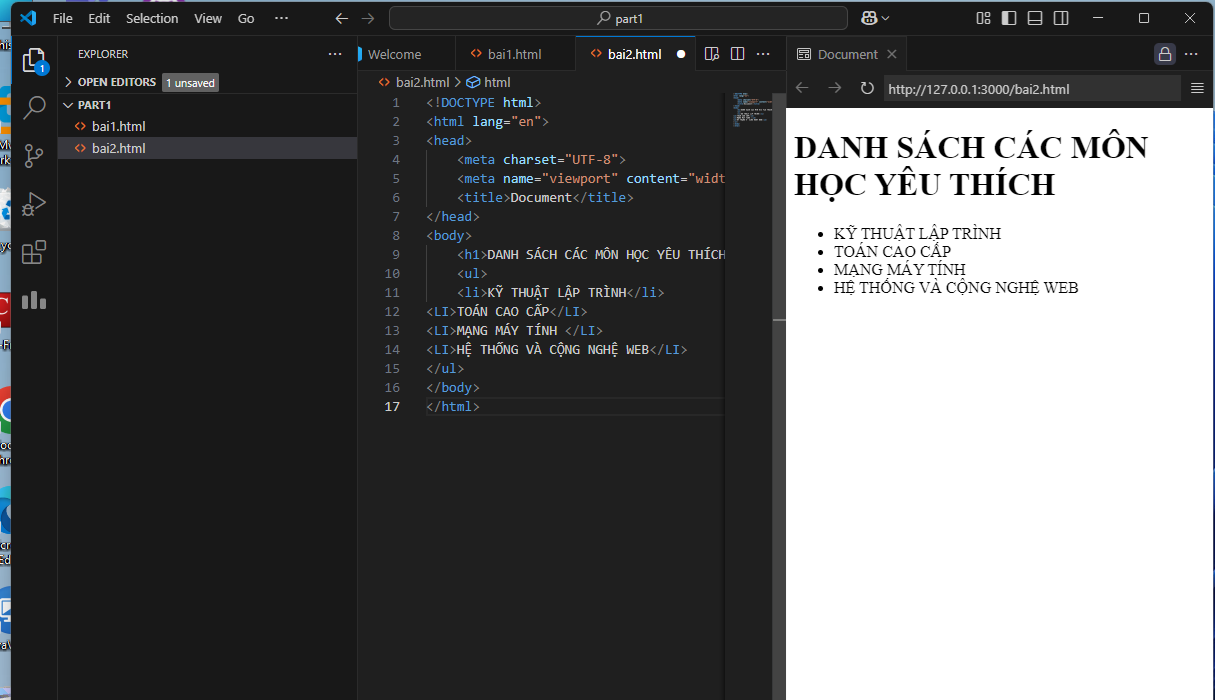 File Edit Selection View Go ··· part1
EXPLORER ···
OPEN EDITORS 1 unsaved
PART1
bai1.html
bai2.html
1
Welcome bai1.html bai2.html ···
bai2.html > html
1 <!DOCTYPE html>
2 <html lang="en">
3 <head>
4 <meta charset="UTF-8">
5 <meta name="viewport" content="widt
6 <title>Document</title>
7 </head>
8 <body>
9 <h1>DANH SÁCH CÁC MÔN HỌC YÊU THÍCH
10 <ul>
11 <li>KỸ THUẬT LẬP TRÌNH</li>
12 <LI>TOÁN CAO CẤP</LI>
13 <LI>MẠNG MÁY TÍNH </LI>
14 <LI>HỆ THỐNG VÀ CỘNG NGHỆ WEB</LI>
15 </ul>
16 </body>
17 </html>
Document ···
http://127.0.0.1:3000/bai2.html
DANH SÁCH CÁC MÔN
HỌC YÊU THÍCH
• KỸ THUẬT LẬP TRÌNH
• TOÁN CAO CẤP
• MẠNG MÁY TÍNH
• HỆ THỐNG VÀ CỘNG NGHỆ WEB